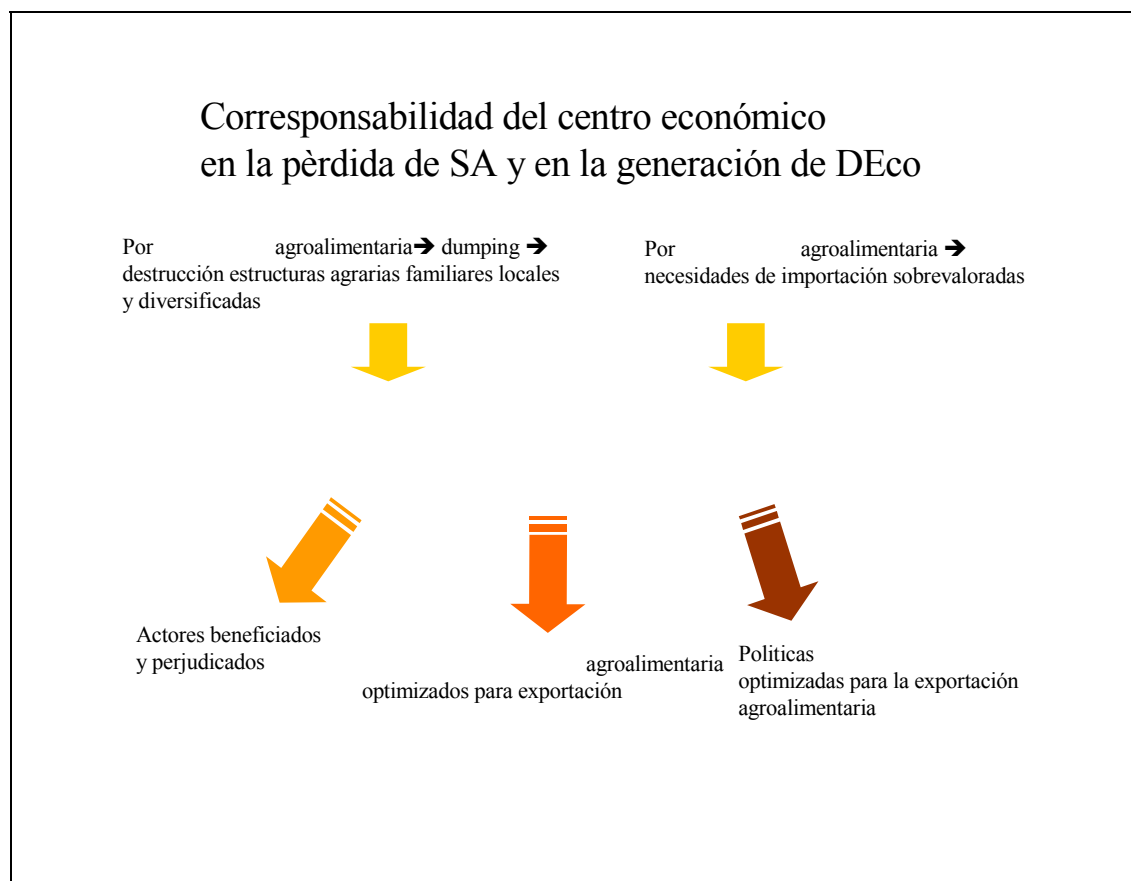 Corresponsabilidad del centro económico
en la pèrdida de SA y en la generación de DEco
Por agroalimentaria➔ dumping ➔
destrucción estructuras agrarias familiares locales
y diversificadas
Por agroalimentaria ➔
necesidades de importación sobrevaloradas
Actores beneficiados
y perjudicados
agroalimentaria
optimizados para exportación
Politicas
optimizadas para la exportación
agroalimentaria